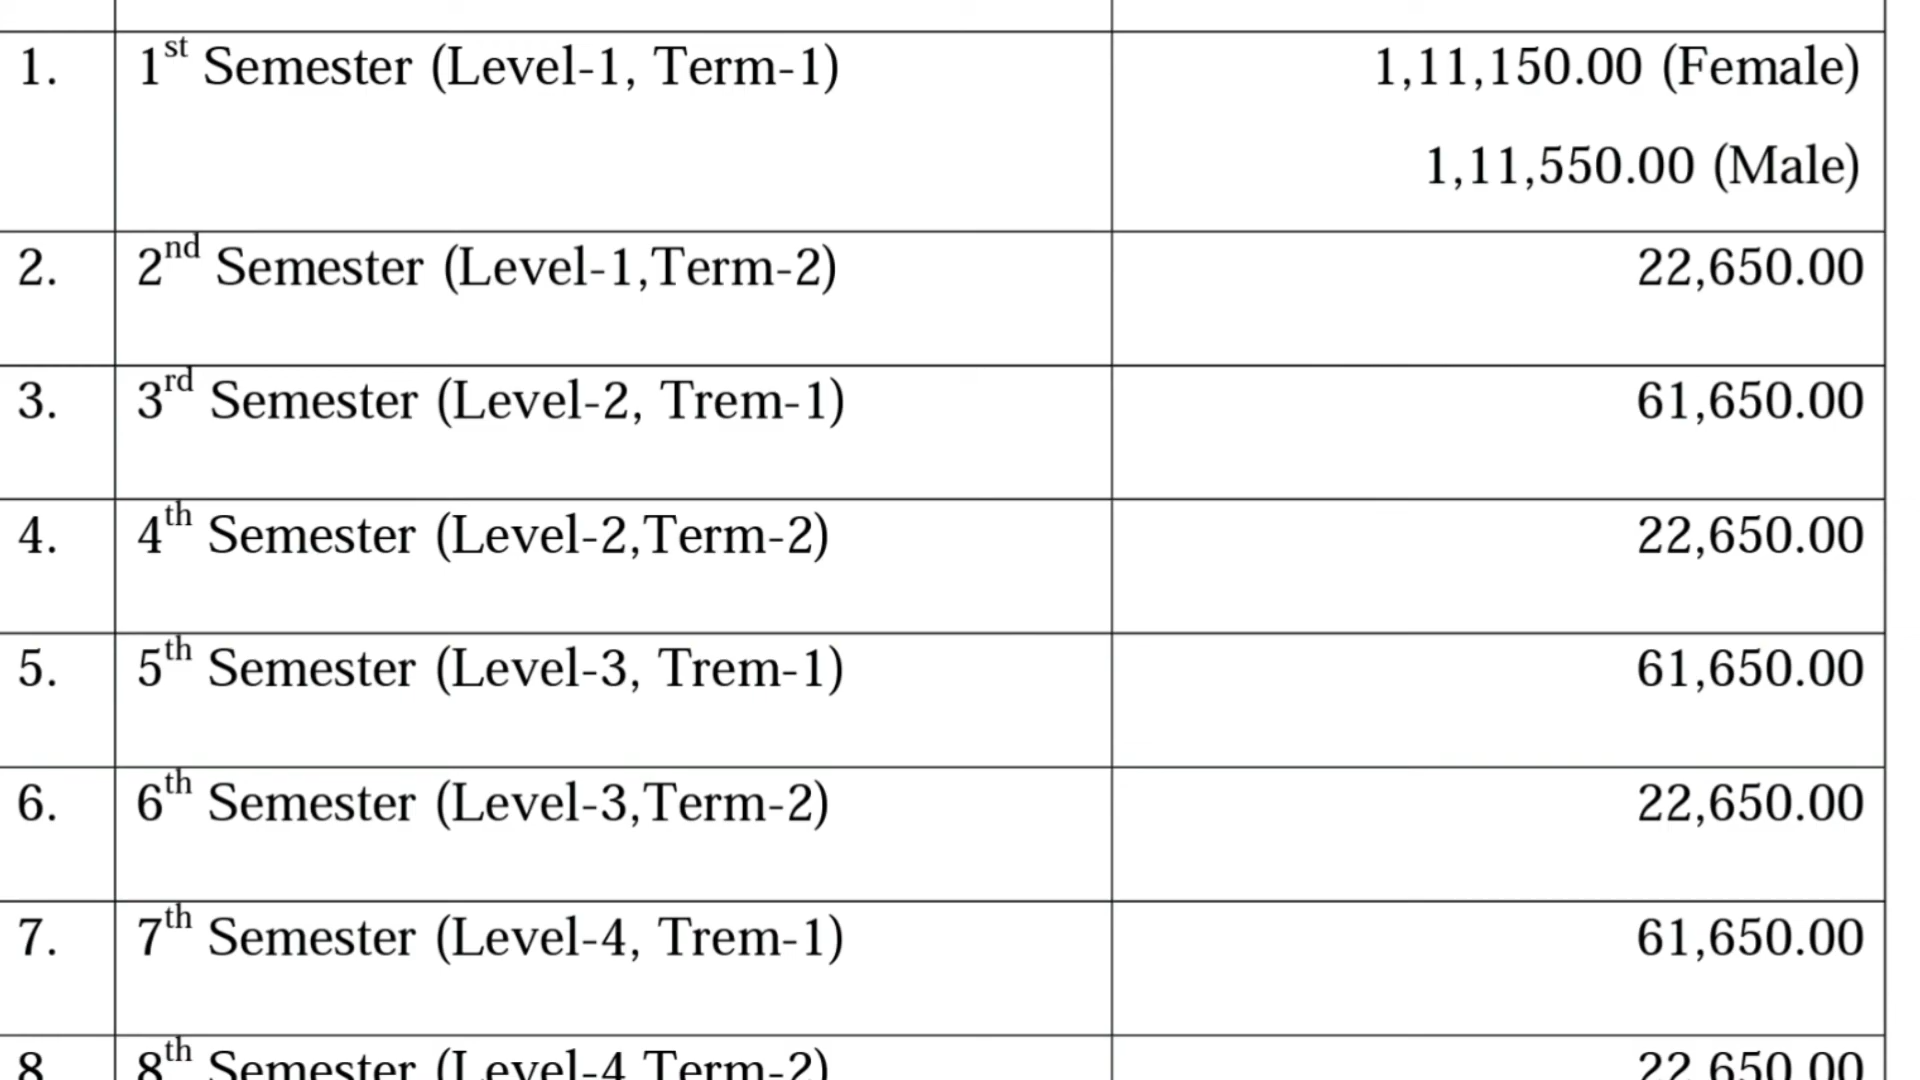 1. 1st Semester (Level-1, Term-1) 1,11,150.00 (Female)
1,11,550.00 (Male)
2. 2nd Semester (Level-1,Term-2) 22,650.00
3. 3rd Semester (Level-2, Trem-1) 61,650.00
4. 4th Semester (Level-2,Term-2) 22,650.00
5. 5th Semester (Level-3, Trem-1) 61,650.00
6. 6th Semester (Level-3,Term-2) 22,650.00
7. 7th Semester (Level-4, Trem-1) 61,650.00
8. 8th Semester (Level-4,Term-2) 22,650.00